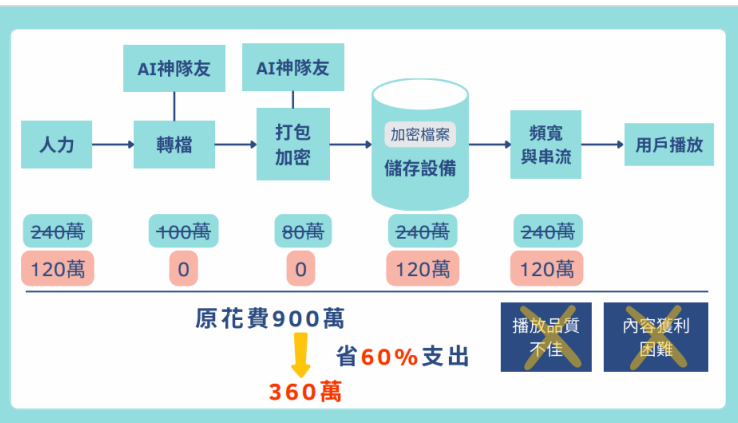 AI神隊友
AI神隊友
人力
轉檔
打包
加密
加密檔案
儲存設備
頻寬
與串流
用戶播放
240萬
100萬
80萬
240萬
240萬
120萬
0
0
120萬
120萬
原花費900萬
省60%支出
360萬
播放品質
不佳
內容獲利
困難